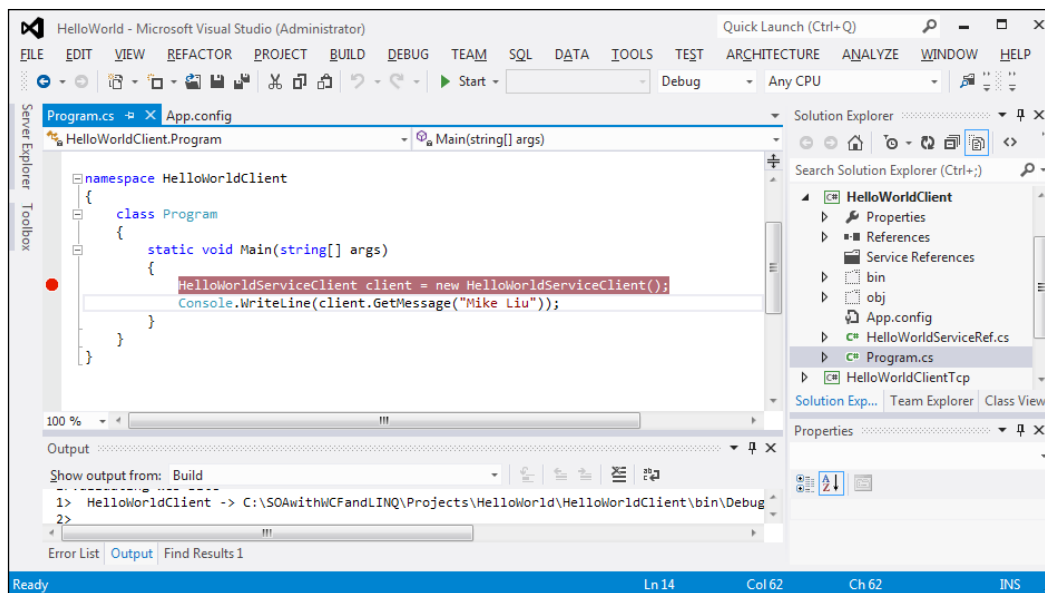 HelloWorld - Microsoft Visual Studio (Administrator)
Quick Launch (Ctrl+Q)
FILE EDIT VIEW REFACTOR PROJECT BUILD DEBUG TEAM SQL DATA TOOLS TEST ARCHITECTURE ANALYZE WINDOW HELP
Start Debug Any CPU
Server Explorer
Toolbox
Program.cs App.config
HelloWorldClient.Program Main(string[] args)
namespace HelloWorldClient
{
class Program
{
static void Main(string[] args)
{
HelloWorldServiceClient client = new HelloWorldServiceClient();
Console.WriteLine(client.GetMessage("Mike Liu"));
}
}
}
100 %
Output
Show output from: Build
1> HelloWorldClient -> C:\SOAwithWCFandLINQ\Projects\HelloWorld\HelloWorldClient\bin\Debug
2>
Error List Output Find Results 1
Solution Explorer
Search Solution Explorer (Ctrl+;)
C# HelloWorldClient
Properties
References
Service References
bin
obj
App.config
C# HelloWorldServiceRef.cs
C# Program.cs
C# HelloWorldClientTcp
Solution Exp... Team Explorer Class View
Properties
Ready Ln 14 Col 62 Ch 62 INS